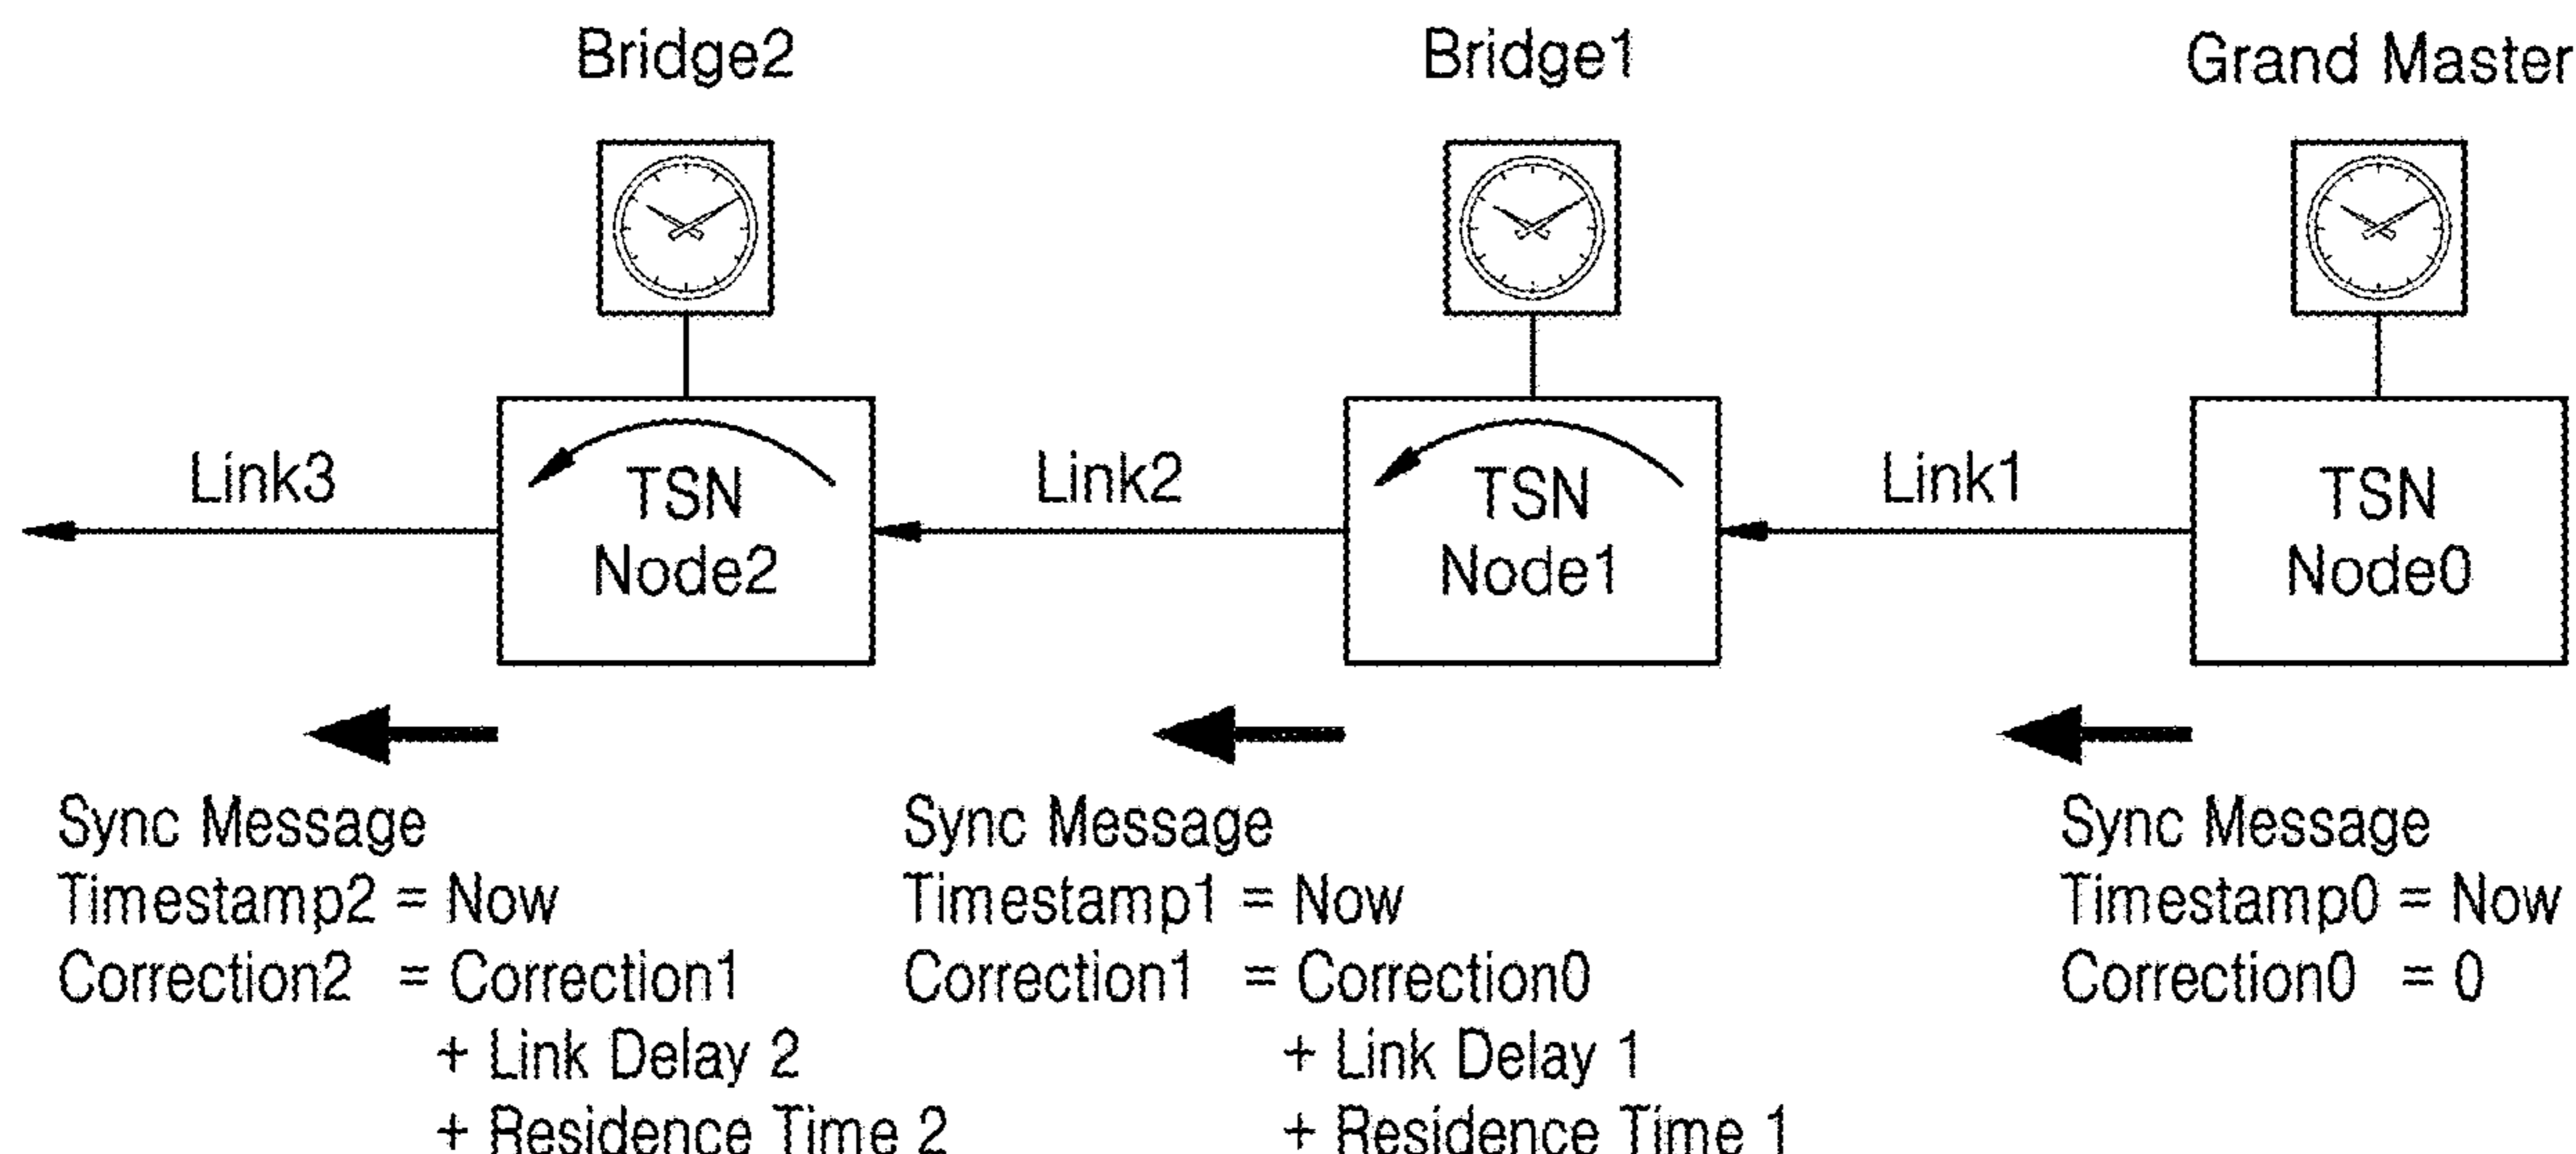 Bridge2
Bridge1
Grand Master
Link3
TSN
Node2
Link2
TSN
Node1
Link1
TSN
Node0
Sync Message
Timestamp2 = Now
Correction2 = Correction1
+ Link Delay 2
+ Residence Time 2
Sync Message
Timestamp1 = Now
Correction1 = Correction0
+ Link Delay 1
+ Residence Time 1
Sync Message
Timestamp0 = Now
Correction0 = 0